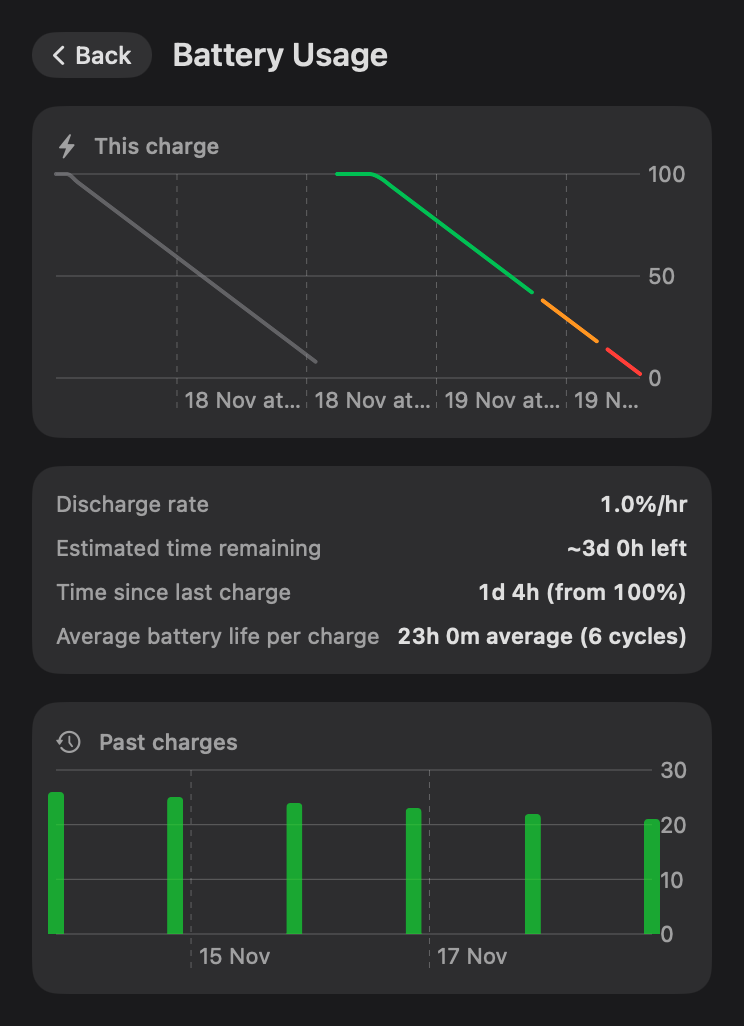 Back
Battery Usage
This charge
100
50
0
18 Nov at...
18 Nov at...
19 Nov at...
19 N...
Discharge rate
1.0%/hr
Estimated time remaining
~3d 0h left
Time since last charge
1d 4h (from 100%)
Average battery life per charge
23h 0m average (6 cycles)
Past charges
30
20
10
0
15 Nov
17 Nov